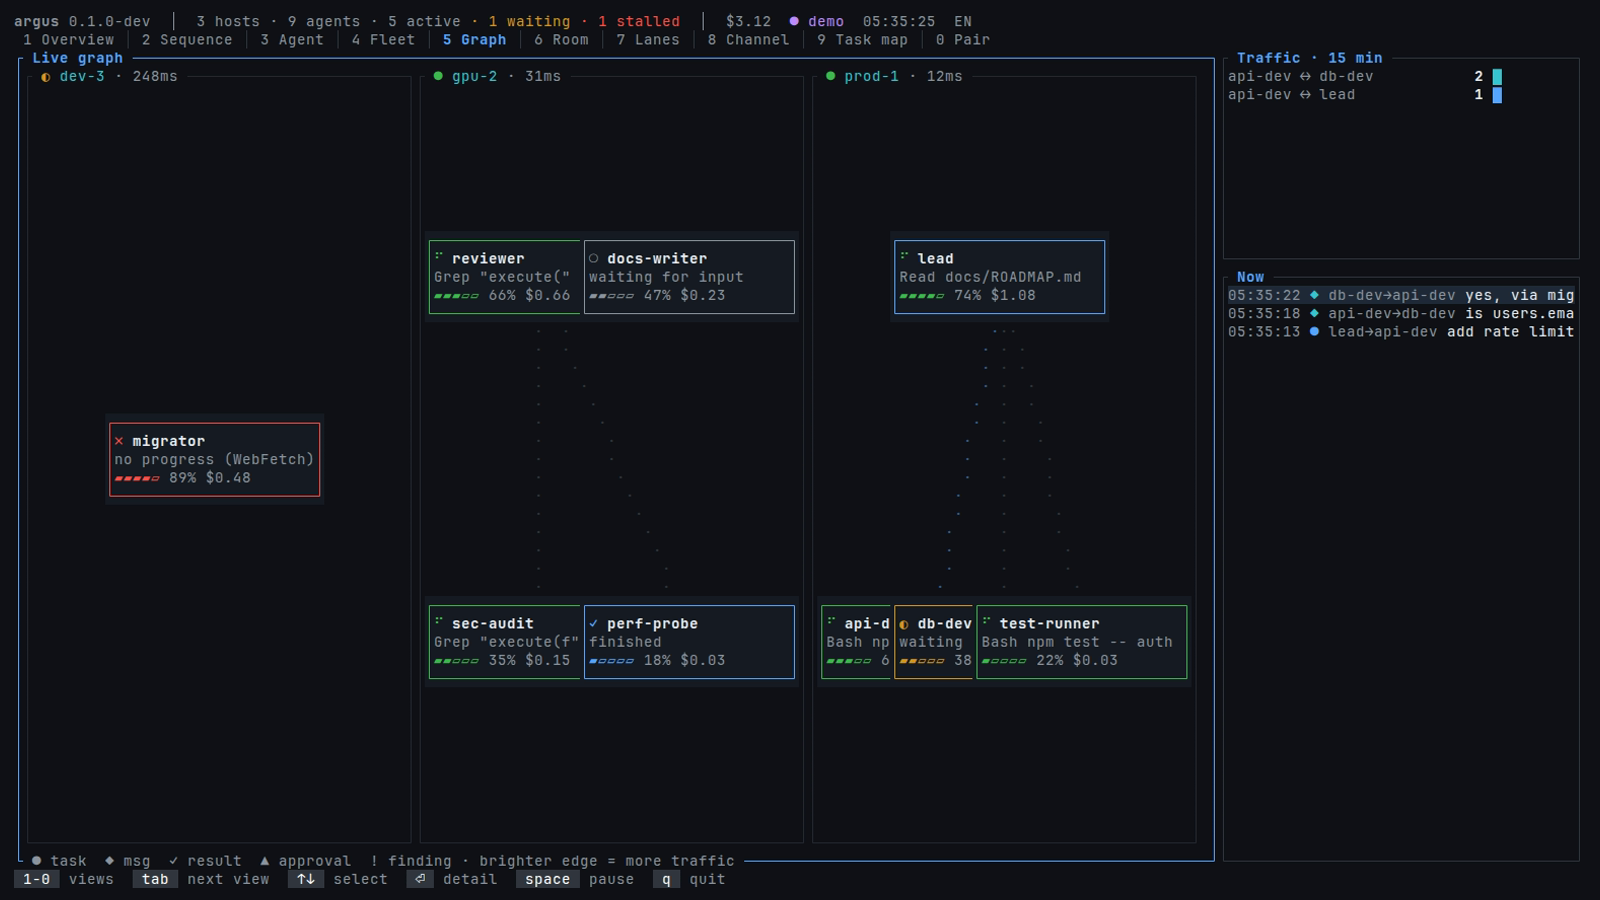 argus 0.1.0-dev │ 3 hosts · 9 agents · 5 active · 1 waiting · 1 stalled │ $3.12 ● demo 05:35:25 EN
1 Overview │ 2 Sequence │ 3 Agent │ 4 Fleet │ 5 Graph │ 6 Room │ 7 Lanes │ 8 Channel │ 9 Task map │ 0 Pair
Live graph
◐ dev-3 · 248ms
✕ migrator
no progress (WebFetch)
▰▰▰▰▱ 89% $0.48
● gpu-2 · 31ms
reviewer
Grep "execute("
▰▰▰▱▱ 66% $0.66
○ docs-writer
waiting for input
▰▰▱▱▱ 47% $0.23
sec-audit
Grep "execute(f"
▰▰▱▱▱ 35% $0.15
✓ perf-probe
finished
▰▱▱▱▱ 18% $0.03
● prod-1 · 12ms
lead
Read docs/ROADMAP.md
▰▰▰▰▱ 74% $1.08
api-d
Bash np
▰▰▰▱▱ 6
◐ db-dev
waiting
▰▰▱▱▱ 38
test-runner
Bash npm test -- auth
▰▱▱▱▱ 22% $0.03
● task ◆ msg ✓ result ▲ approval ! finding · brighter edge = more traffic
Traffic · 15 min
api-dev ↔ db-dev 2
api-dev ↔ lead 1
Now
05:35:22 ◆ db-dev→api-dev yes, via mig
05:35:18 ◆ api-dev→db-dev is users.ema
05:35:13 ● lead→api-dev add rate limit
1-0 views tab next view ↑↓ select ⏎ detail space pause q quit